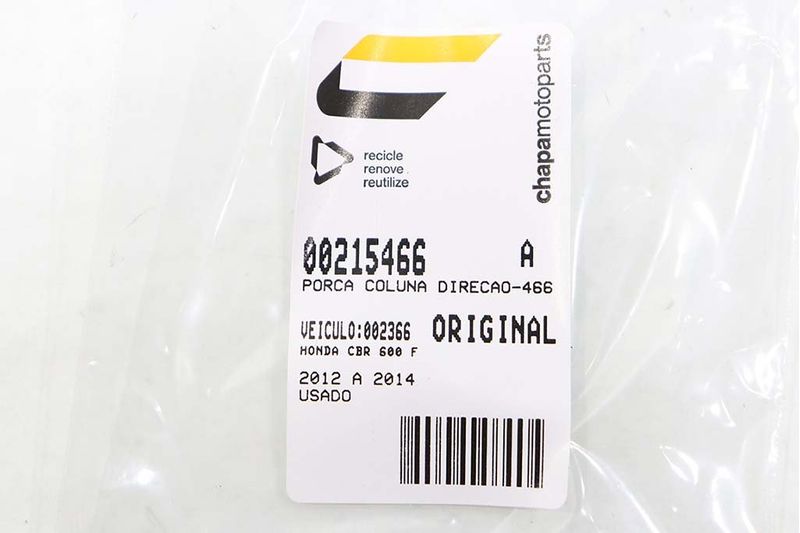 chapamotoparts
recicle
renove.
reutilize
00215466 A
PORCA COLUNA DIRECAO-466
VEICULO:002366 ORIGINAL
HONDA CBR 600 F
2012 A 2014
USADO